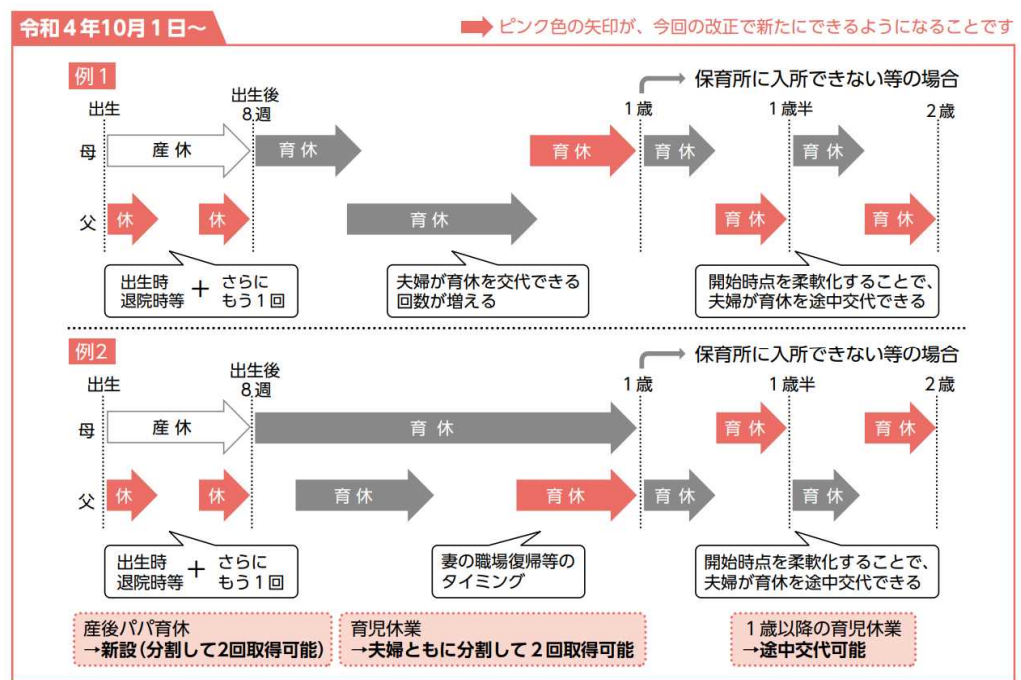 令和４年10月１日～
ピンク色の矢印が、今回の改正で新たにできるようになることです
例１
保育所に入所できない等の場合
出生
出生後
８週
１歳
１歳半
２歳
母
産休
育休
育休
育休
育休
父
休
休
育休
育休
育休
出生時
退院時等
＋
さらに
もう１回
夫婦が育休を交代できる
回数が増える
開始時点を柔軟化することで、
夫婦が育休を途中交代できる
例2
保育所に入所できない等の場合
出生
出生後
８週
１歳
１歳半
２歳
母
産休
育休
育休
育休
父
休
休
育休
育休
育休
育休
出生時
退院時等
＋
さらに
もう１回
妻の職場復帰等の
タイミング
開始時点を柔軟化することで、
夫婦が育休を途中交代できる
産後パパ育休
→新設（分割して2回取得可能）
育児休業
→夫婦ともに分割して２回取得可能
１歳以降の育児休業
→途中交代可能